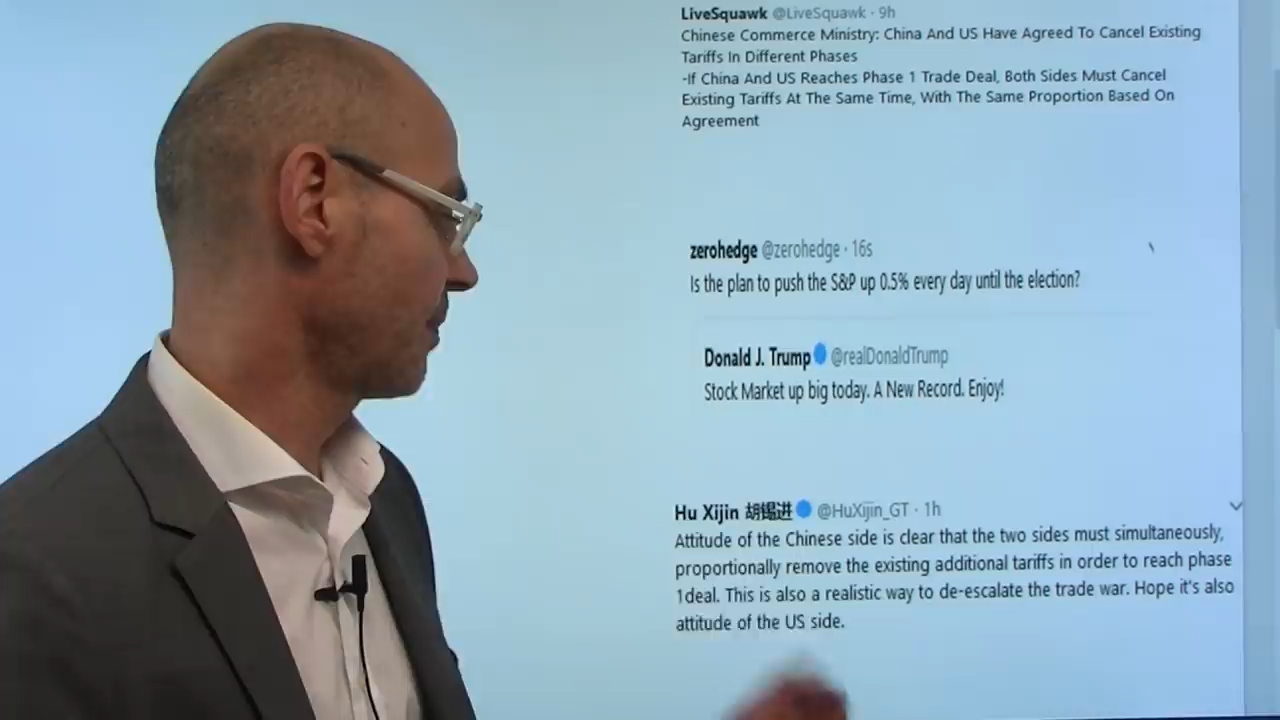 LiveSquawk @LiveSquawk · 9h
Chinese Commerce Ministry: China And US Have Agreed To Cancel Existing
Tariffs In Different Phases
-If China And US Reaches Phase 1 Trade Deal, Both Sides Must Cancel
Existing Tariffs At The Same Time, With The Same Proportion Based On
Agreement
zerohedge @zerohedge · 16s
Is the plan to push the S&P up 0.5% every day until the election?
Donald J. Trump @realDonaldTrump
Stock Market up big today. A New Record. Enjoy!
Hu Xijin 胡锡进 @HuXijin_GT · 1h
Attitude of the Chinese side is clear that the two sides must simultaneously,
proportionally remove the existing additional tariffs in order to reach phase
1deal. This is also a realistic way to de-escalate the trade war. Hope it's also
attitude of the US side.